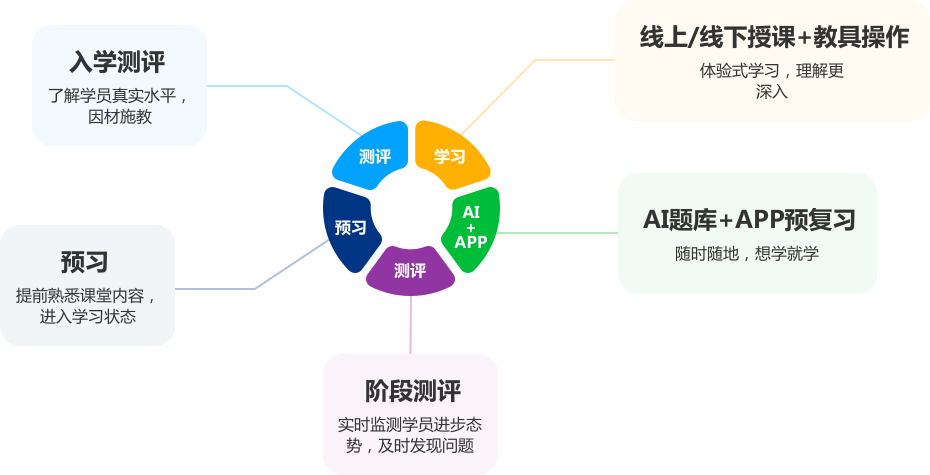 入学测评
了解学员真实水平，
因材施教
线上/线下授课+教具操作
体验式学习，理解更
深入
测评
学习
预习
AI
+
APP
测评
AI题库+APP预复习
随时随地，想学就学
预习
提前熟悉课堂内容，
进入学习状态
阶段测评
实时监测学员进步态
势，及时发现问题